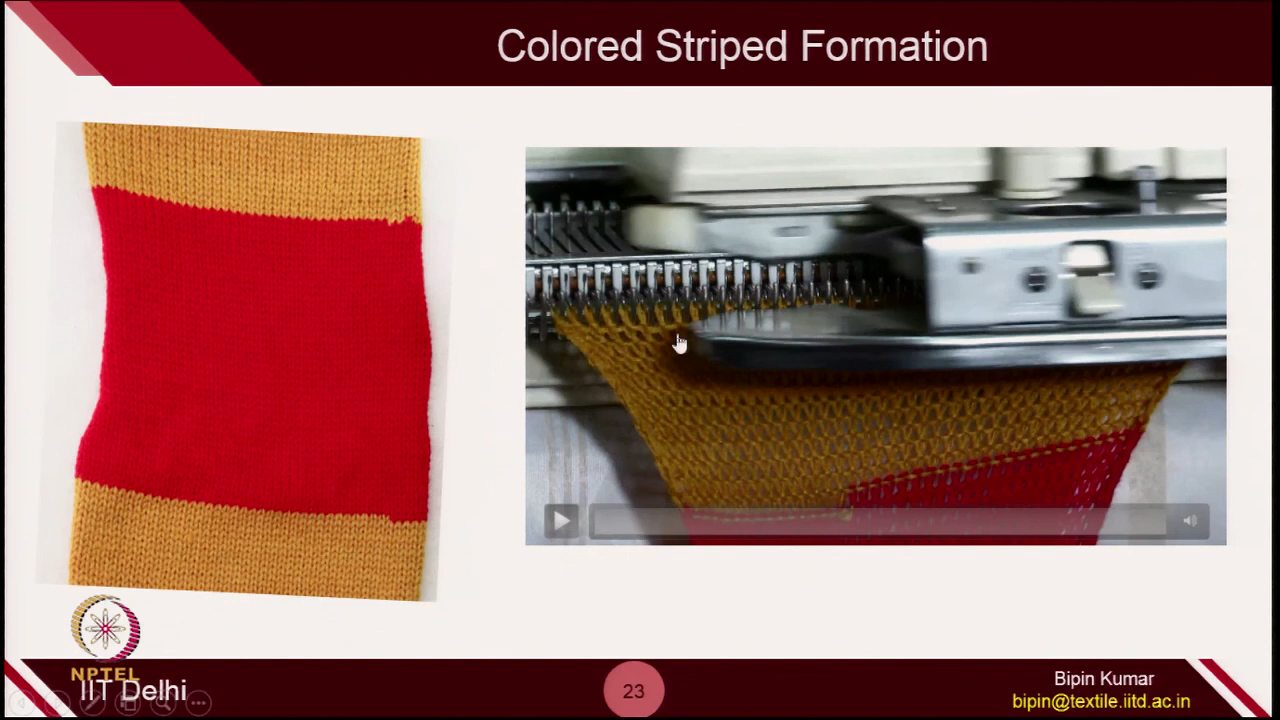 Colored Striped Formation
NPTEL
IIT Delhi
23
Bipin Kumar
bipin@textile.iitd.ac.in